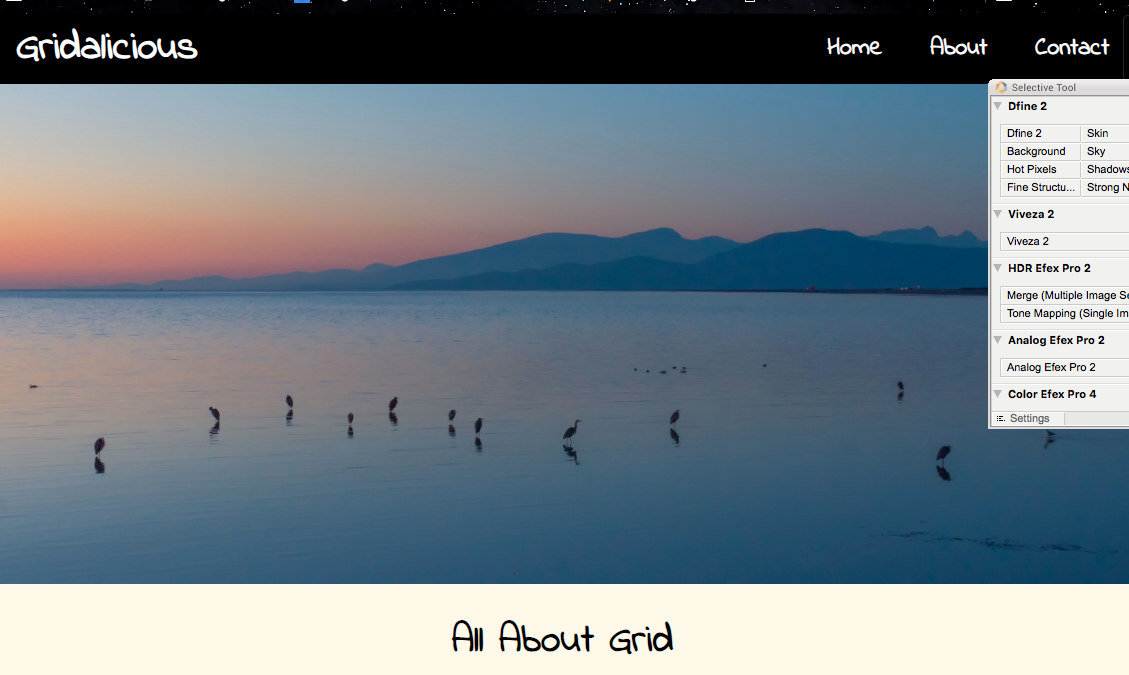 Gridalicious
Home About Contact
Selective Tool
Dfine 2
Dfine 2 Skin
Background Sky
Hot Pixels Shadows
Fine Structu... Strong N
Viveza 2
Viveza 2
HDR Efex Pro 2
Merge (Multiple Image Se
Tone Mapping (Single Im
Analog Efex Pro 2
Analog Efex Pro 2
Color Efex Pro 4
Settings
All About Grid